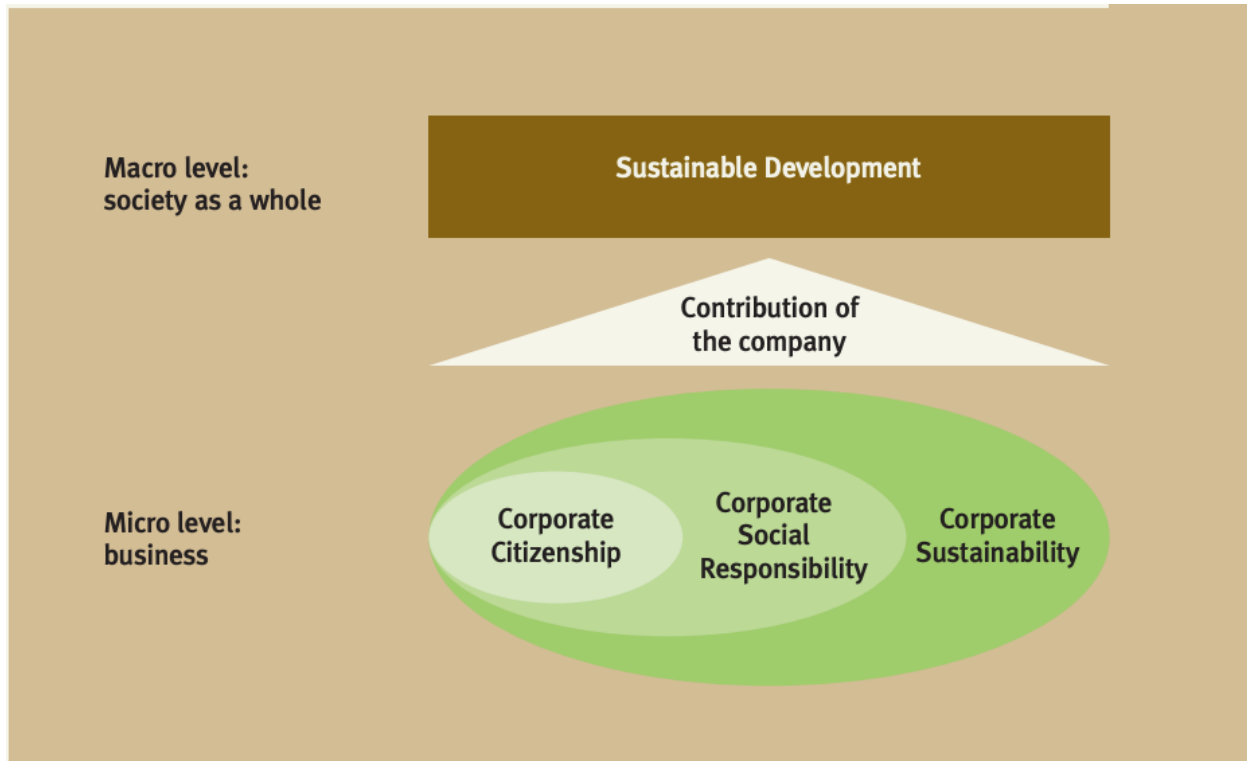 Macro level:
society as a whole
Sustainable Development
Contribution of
the company
Micro level:
business
Corporate
Citizenship
Corporate
Social
Responsibility
Corporate
Sustainability